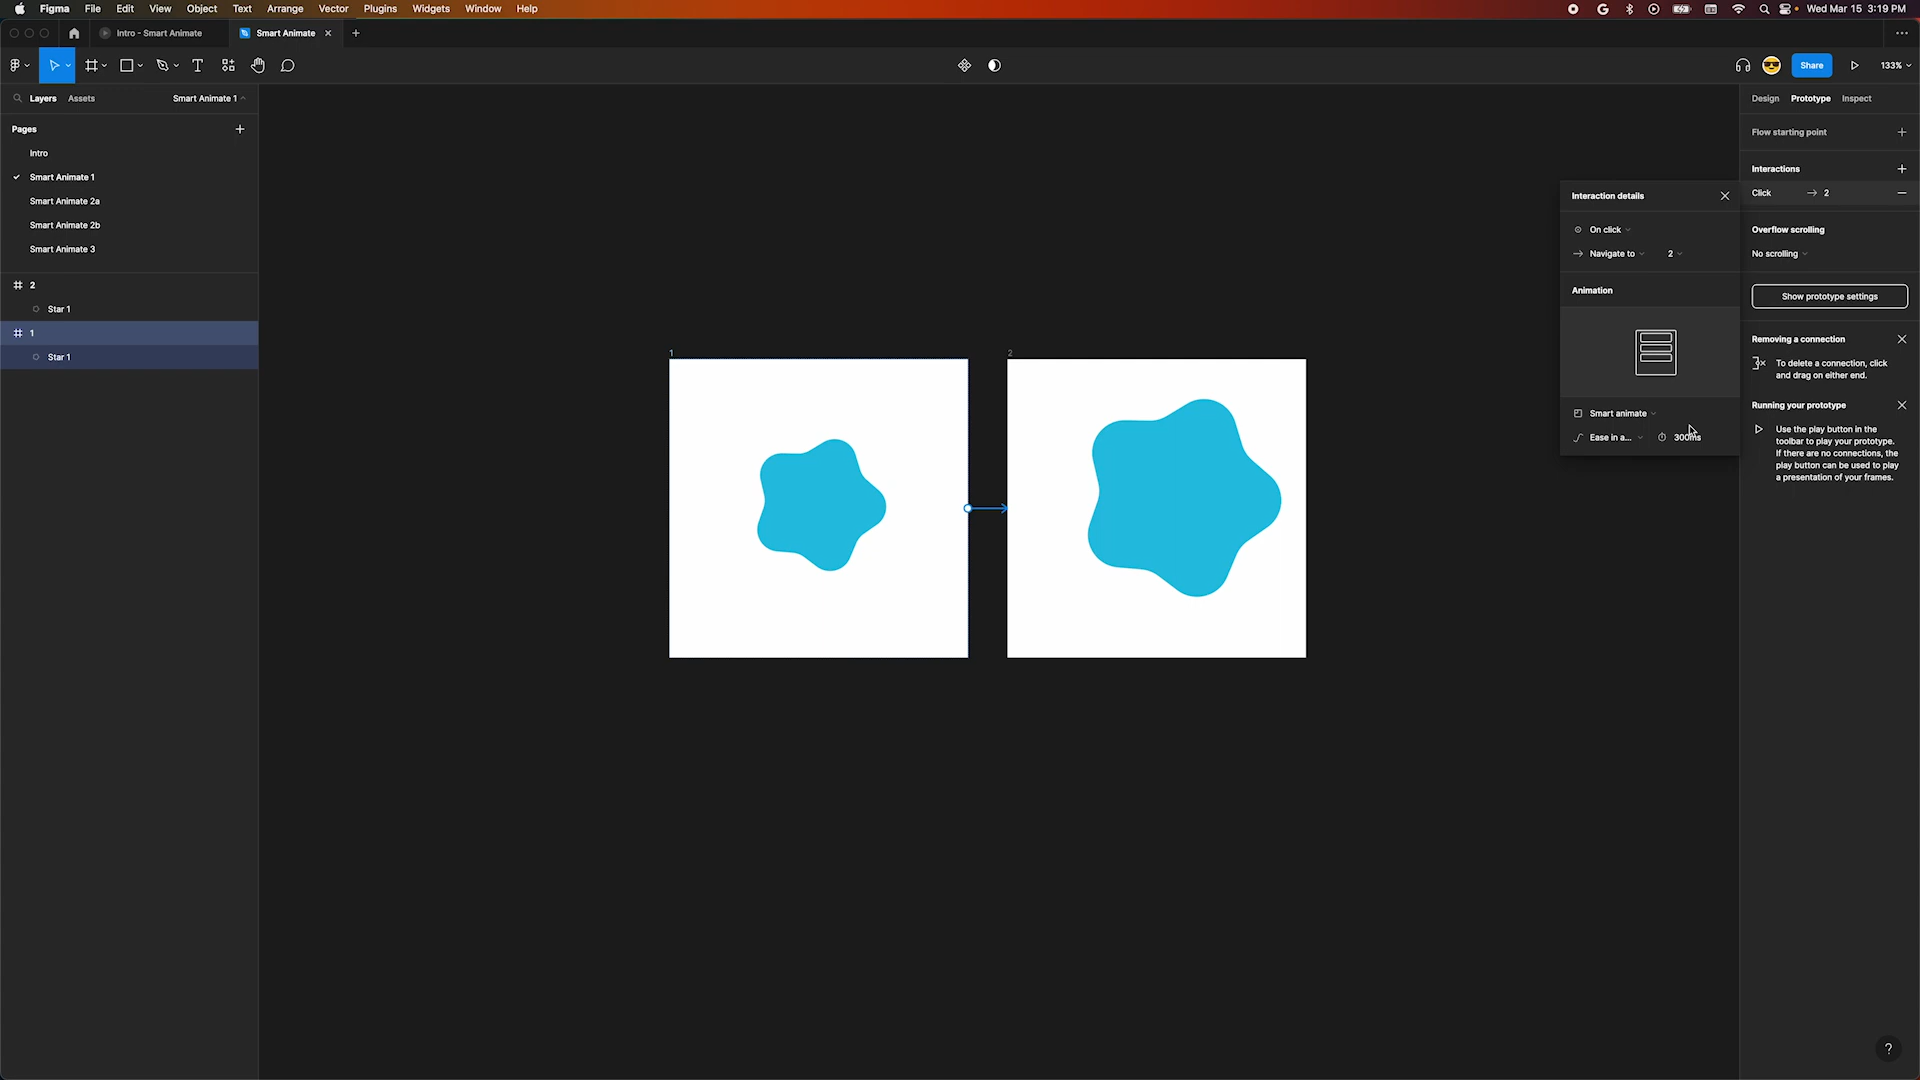 Figma File Edit View Object Text Arrange Vector Plugins Widgets Window Help
Wed Mar 15 3:19 PM
Intro - Smart Animate
Smart Animate
Share
133%
Layers Assets
Smart Animate 1
Pages
Intro
Smart Animate 1
Smart Animate 2a
Smart Animate 2b
Smart Animate 3
2
Star 1
1
Star 1
1
2
Interaction details
On click
Navigate to 2
Animation
Smart animate
Ease in a... 300ms
Design Prototype Inspect
Flow starting point
Interactions
Click 2
Overflow scrolling
No scrolling
Show prototype settings
Removing a connection
To delete a connection, click
and drag on either end.
Running your prototype
Use the play button in the
toolbar to play your prototype.
If there are no connections, the
play button can be used to play
a presentation of your frames.
?